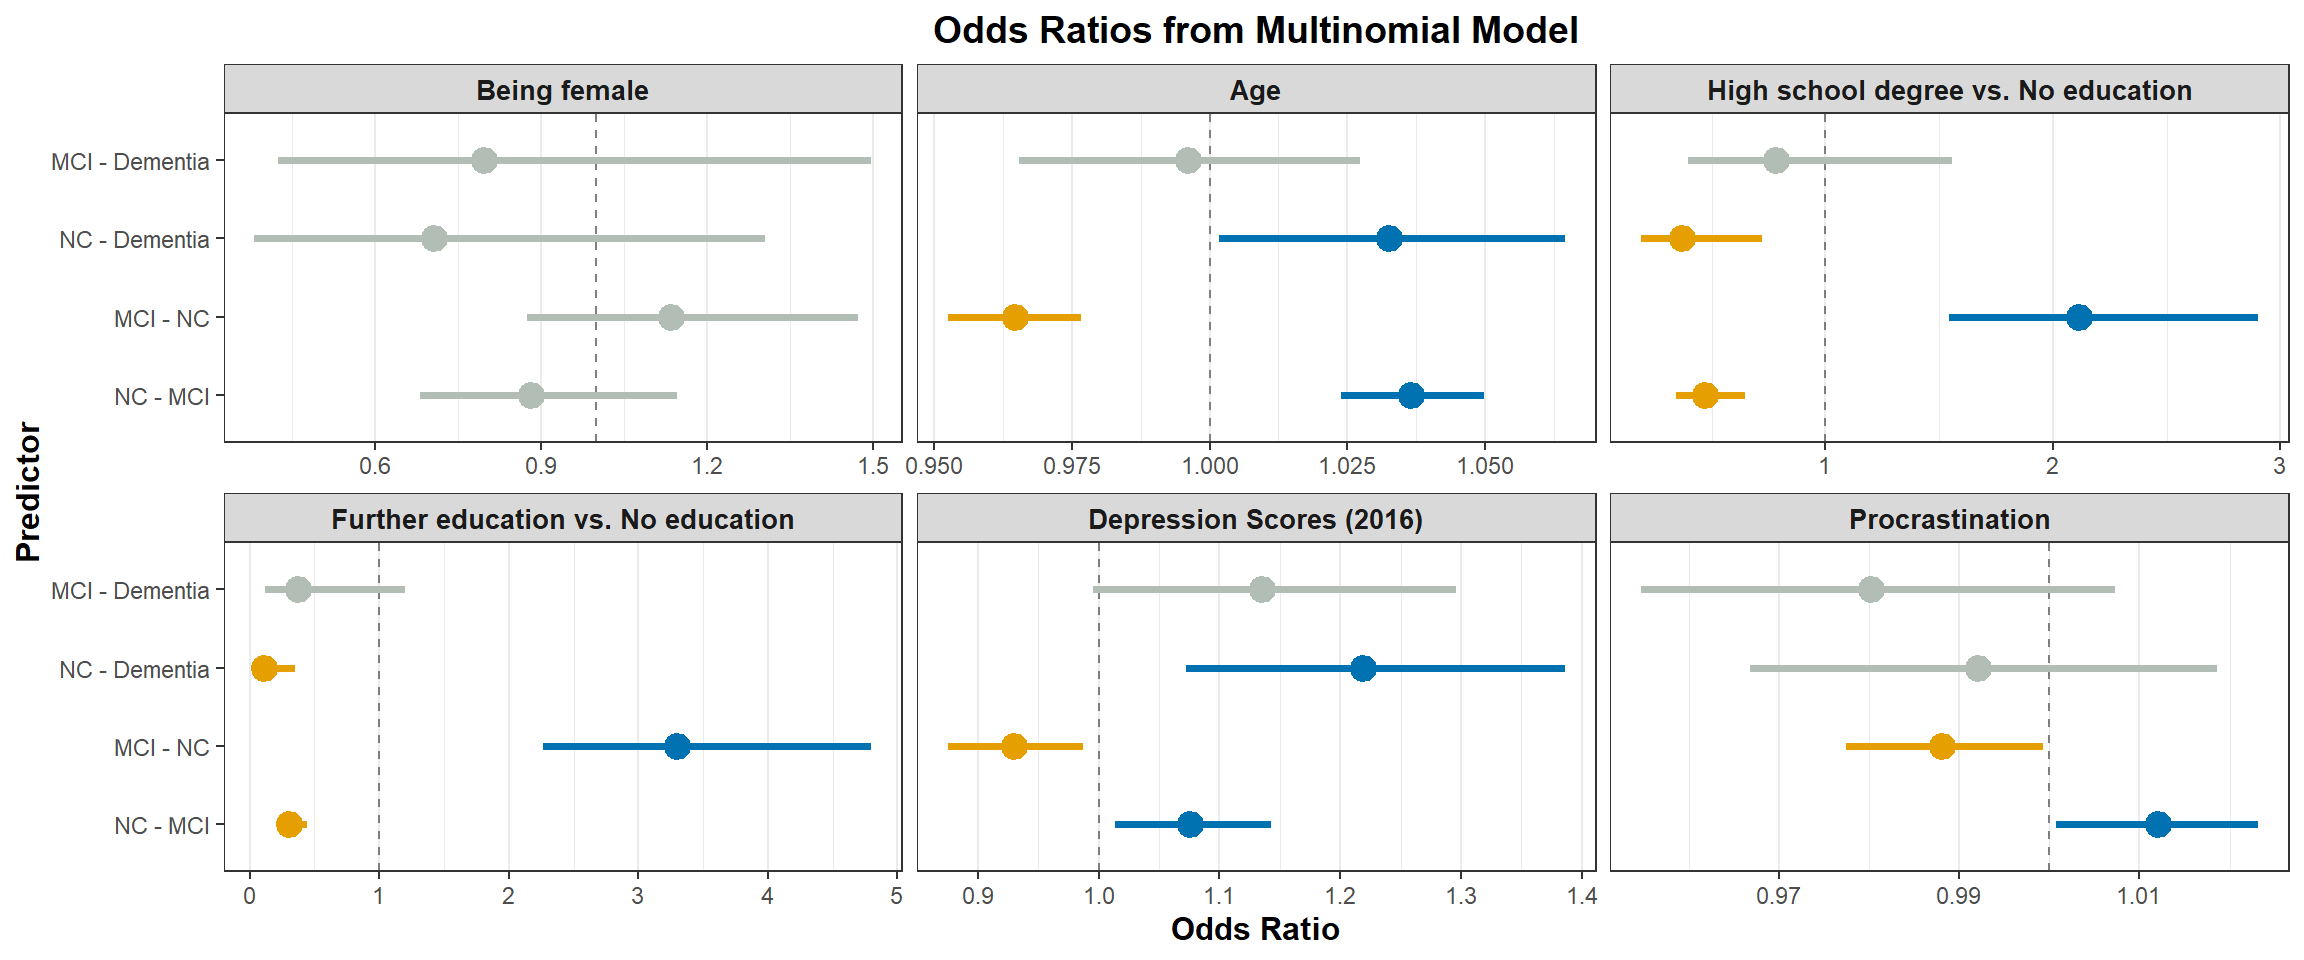 Odds Ratios from Multinomial Model
Being female
Age
High school degree vs. No education
MCI - Dementia
NC - Dementia
MCI - NC
NC - MCI
0.6 0.9 1.2 1.5
0.950 0.975 1.000 1.025 1.050
1 2 3
Predictor
Further education vs. No education
Depression Scores (2016)
Procrastination
MCI - Dementia
NC - Dementia
MCI - NC
NC - MCI
0 1 2 3 4 5
0.9 1.0 1.1 1.2 1.3 1.4
0.97 0.99 1.01
Odds Ratio